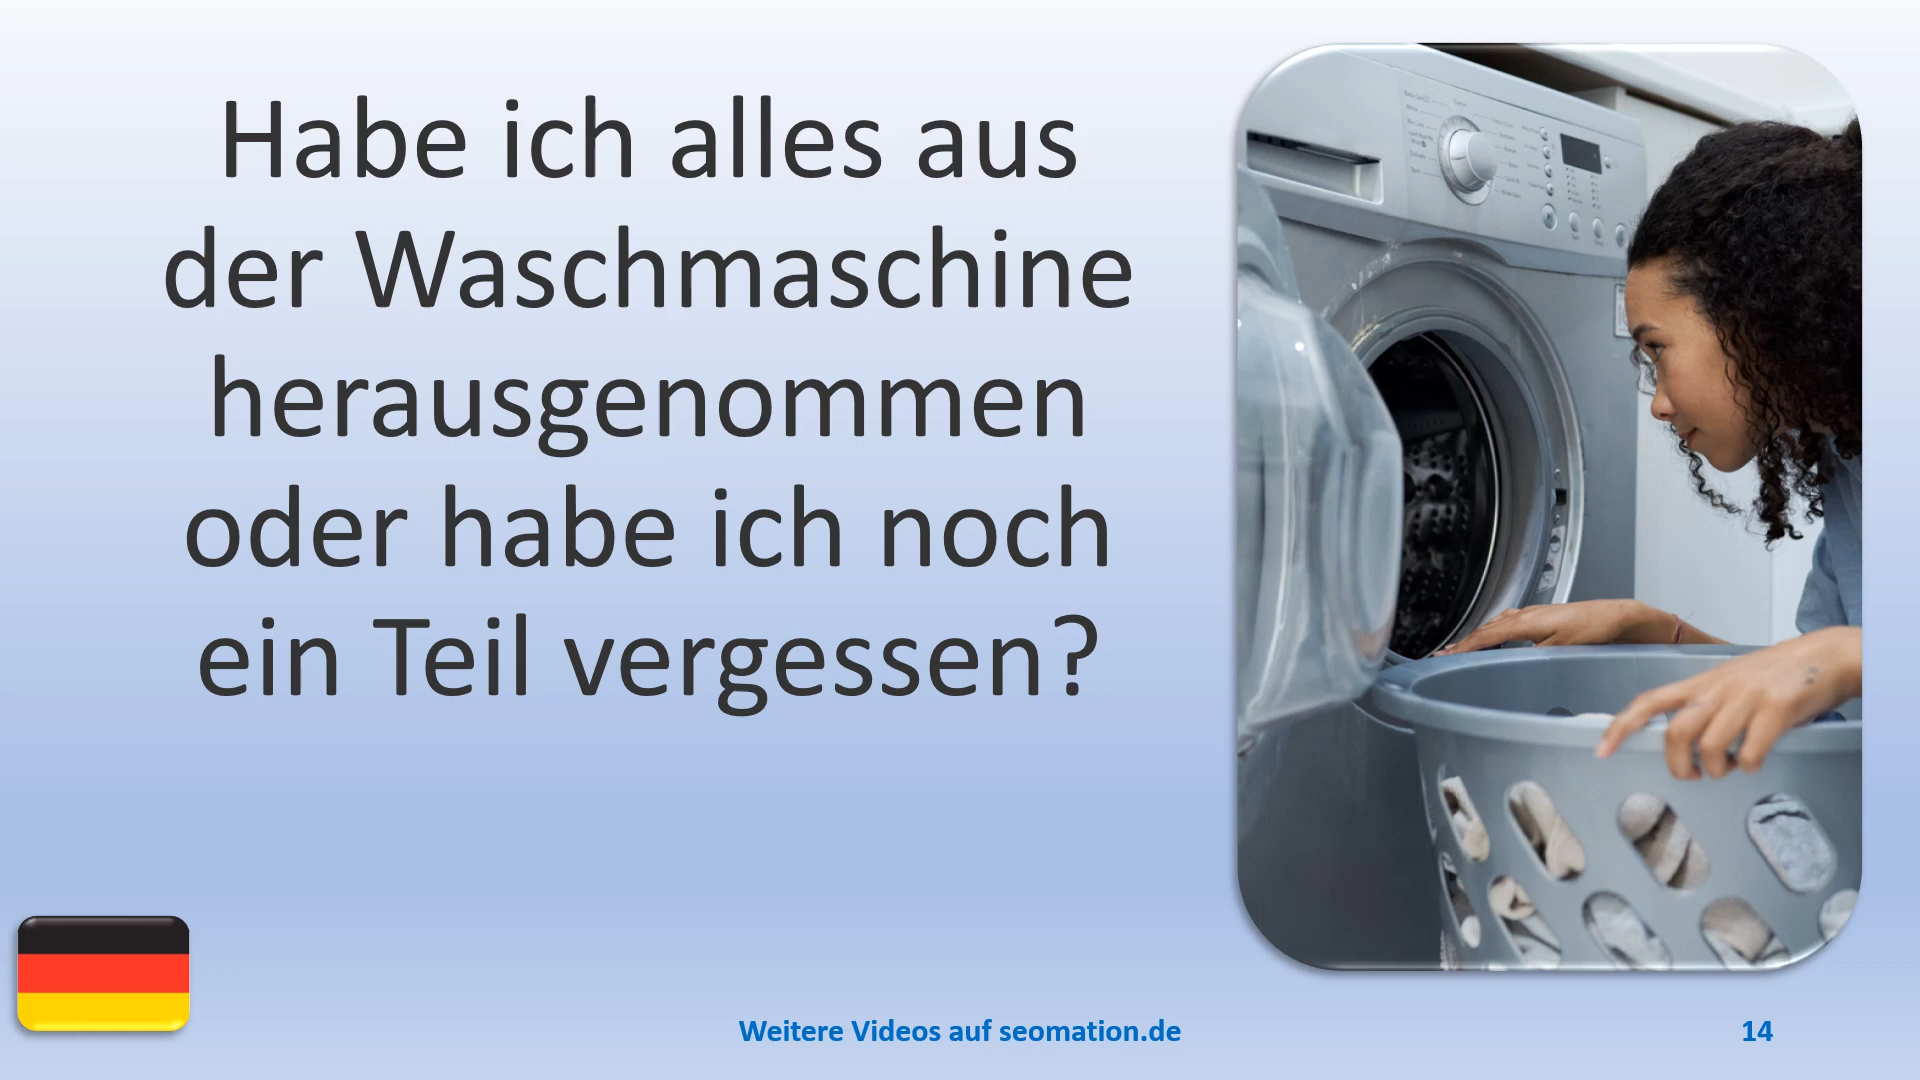 Habe ich alles aus
der Waschmaschine
herausgenommen
oder habe ich noch
ein Teil vergessen?
Weitere Videos auf seomation.de
14